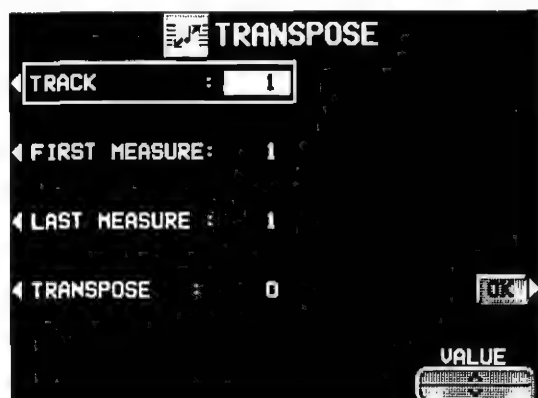 TRANSPOSE
TRACK : 1
FIRST MEASURE: 1
LAST MEASURE : 1
TRANSPOSE : 0
OK
VALUE